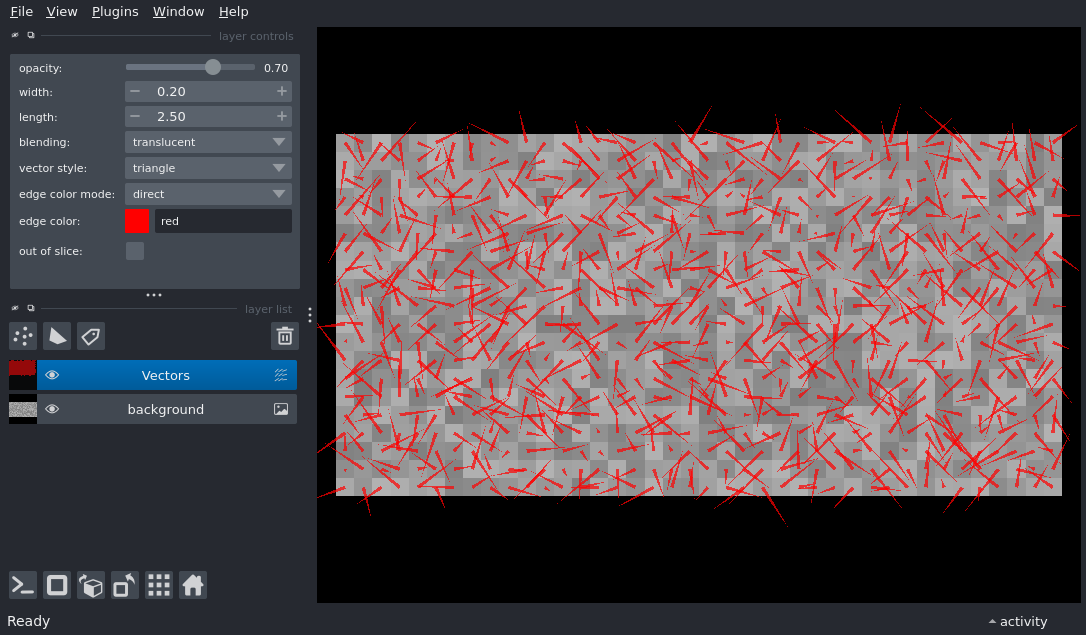 File View Plugins Window Help
layer controls
opacity: 0.70
width: 0.20
length: 2.50
blending: translucent
vector style: triangle
edge color mode: direct
edge color: red
out of slice:
layer list
Vectors
background
Ready activity